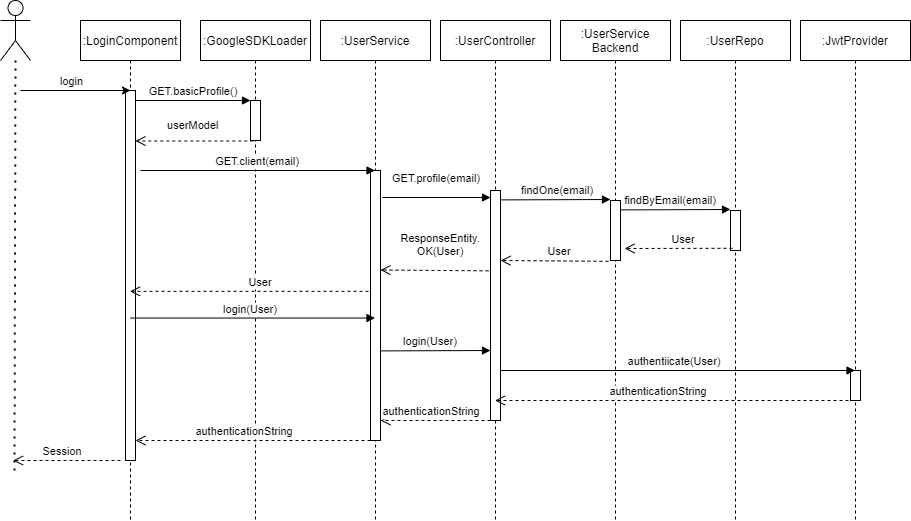 :LoginComponent
:GoogleSDKLoader
:UserService
:UserController
:UserService
Backend
:UserRepo
:JwtProvider
login
GET.basicProfile()
userModel
GET.client(email)
GET.profile(email)
findOne(email)
findByEmail(email)
User
User
ResponseEntity.
OK(User)
User
login(User)
login(User)
authentiicate(User)
authenticationString
authenticationString
authenticationString
Session